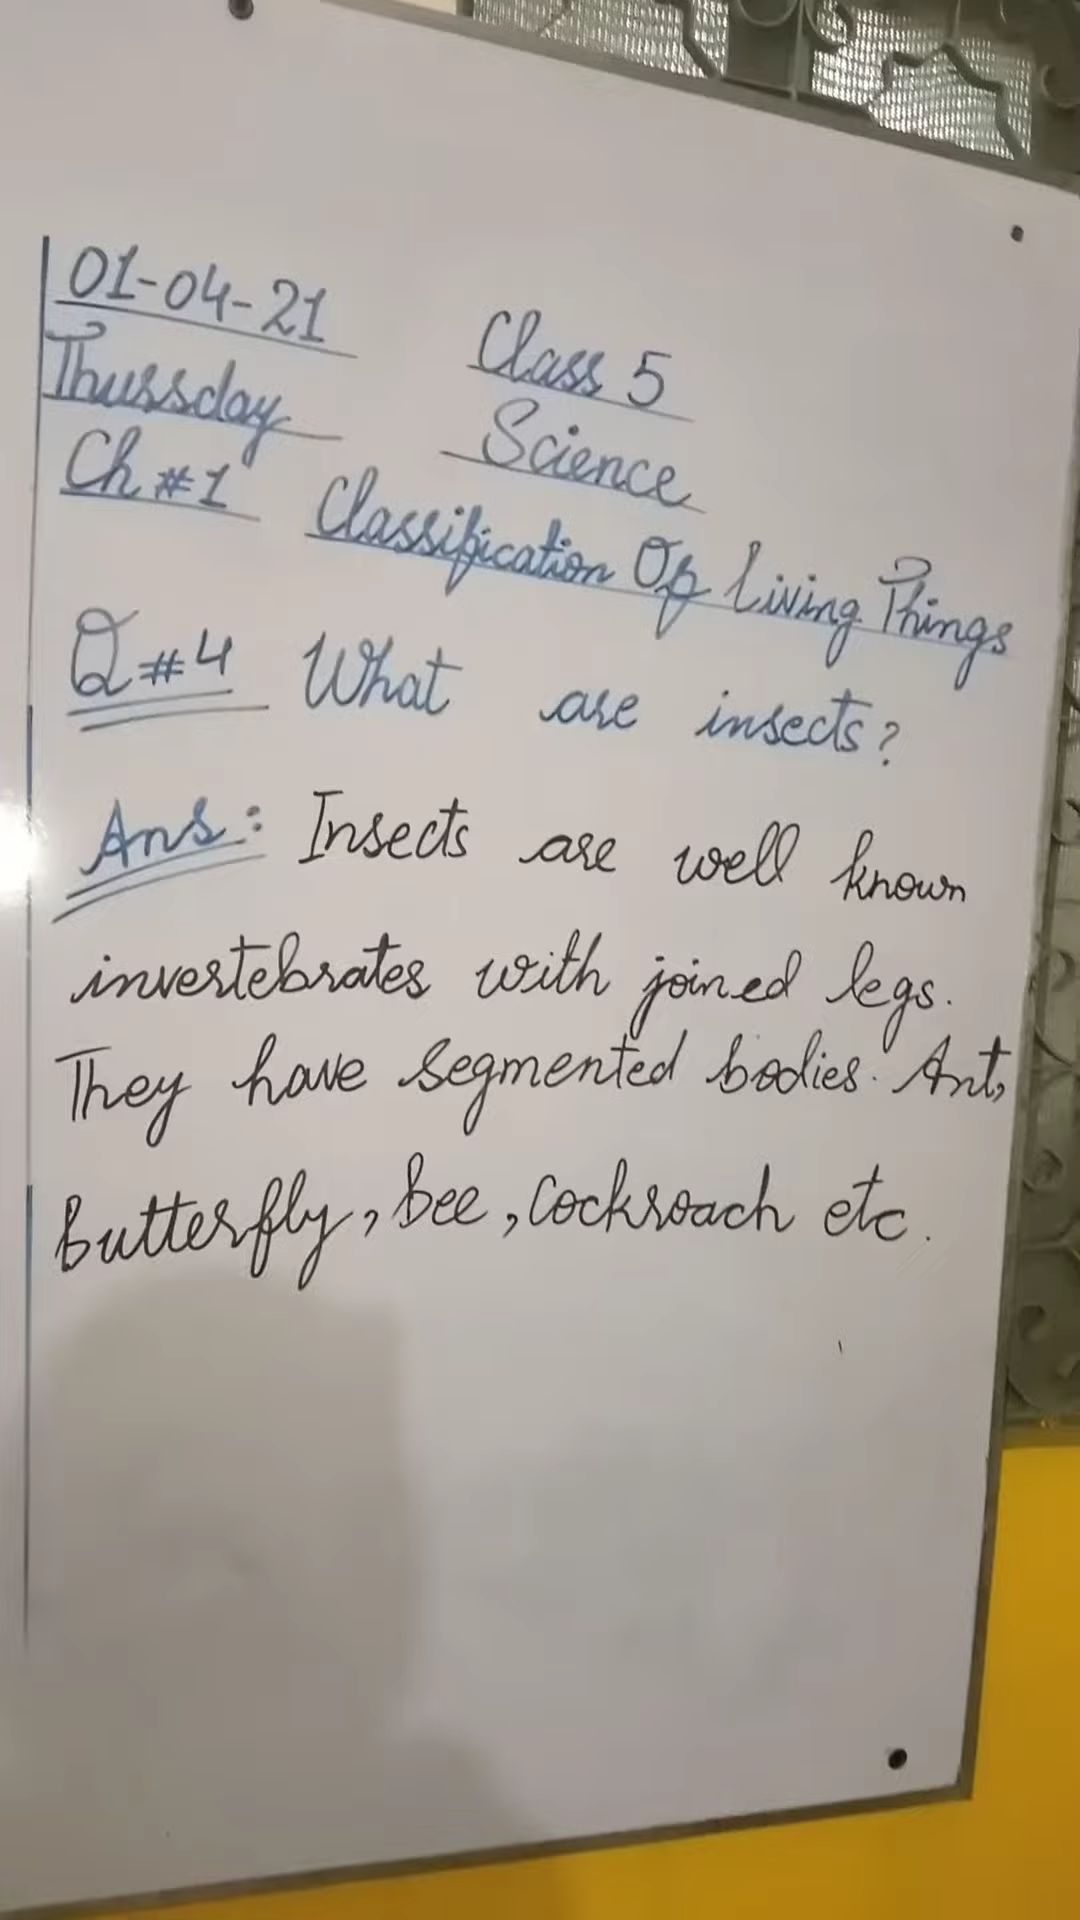 01-04-21
Class 5
Thursday
Science
Ch #1 Classification Of Living Things
Q #4 What are insects?
Ans: Insects are well known
invertebrates with joined legs.
They have segmented bodies. Ant,
butterfly, bee, cockroach etc.